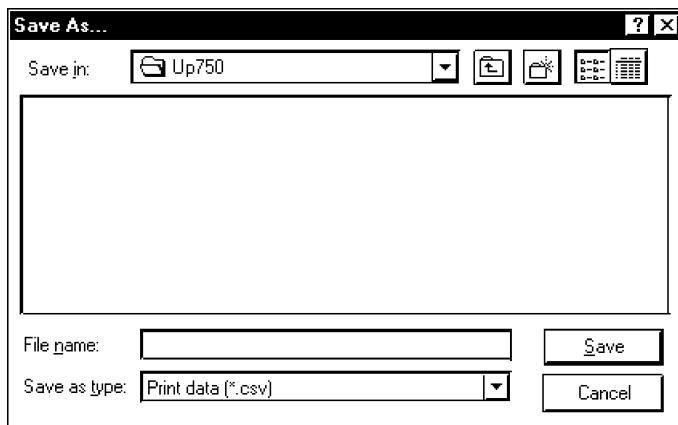 Save As...
Save in: Up750
File name: Save
Save as type: Print data (*.csv) Cancel